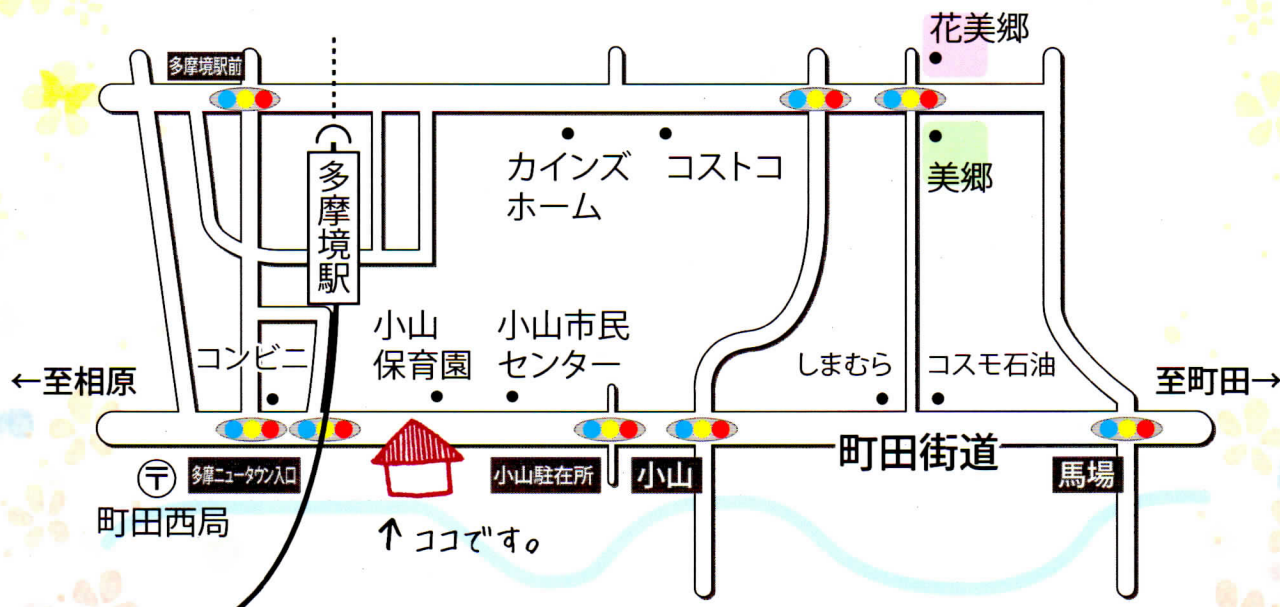 花美郷
多摩境駅前
カインズ
ホーム
コストコ
美郷
多摩境駅
コンビニ
小山
保育園
小山市民
センター
しまむら
コスモ石油
←至相原
至町田→
町田街道
〒
町田西局
多摩ニュータウン入口
小山駐在所
小山
馬場
↑ココです。